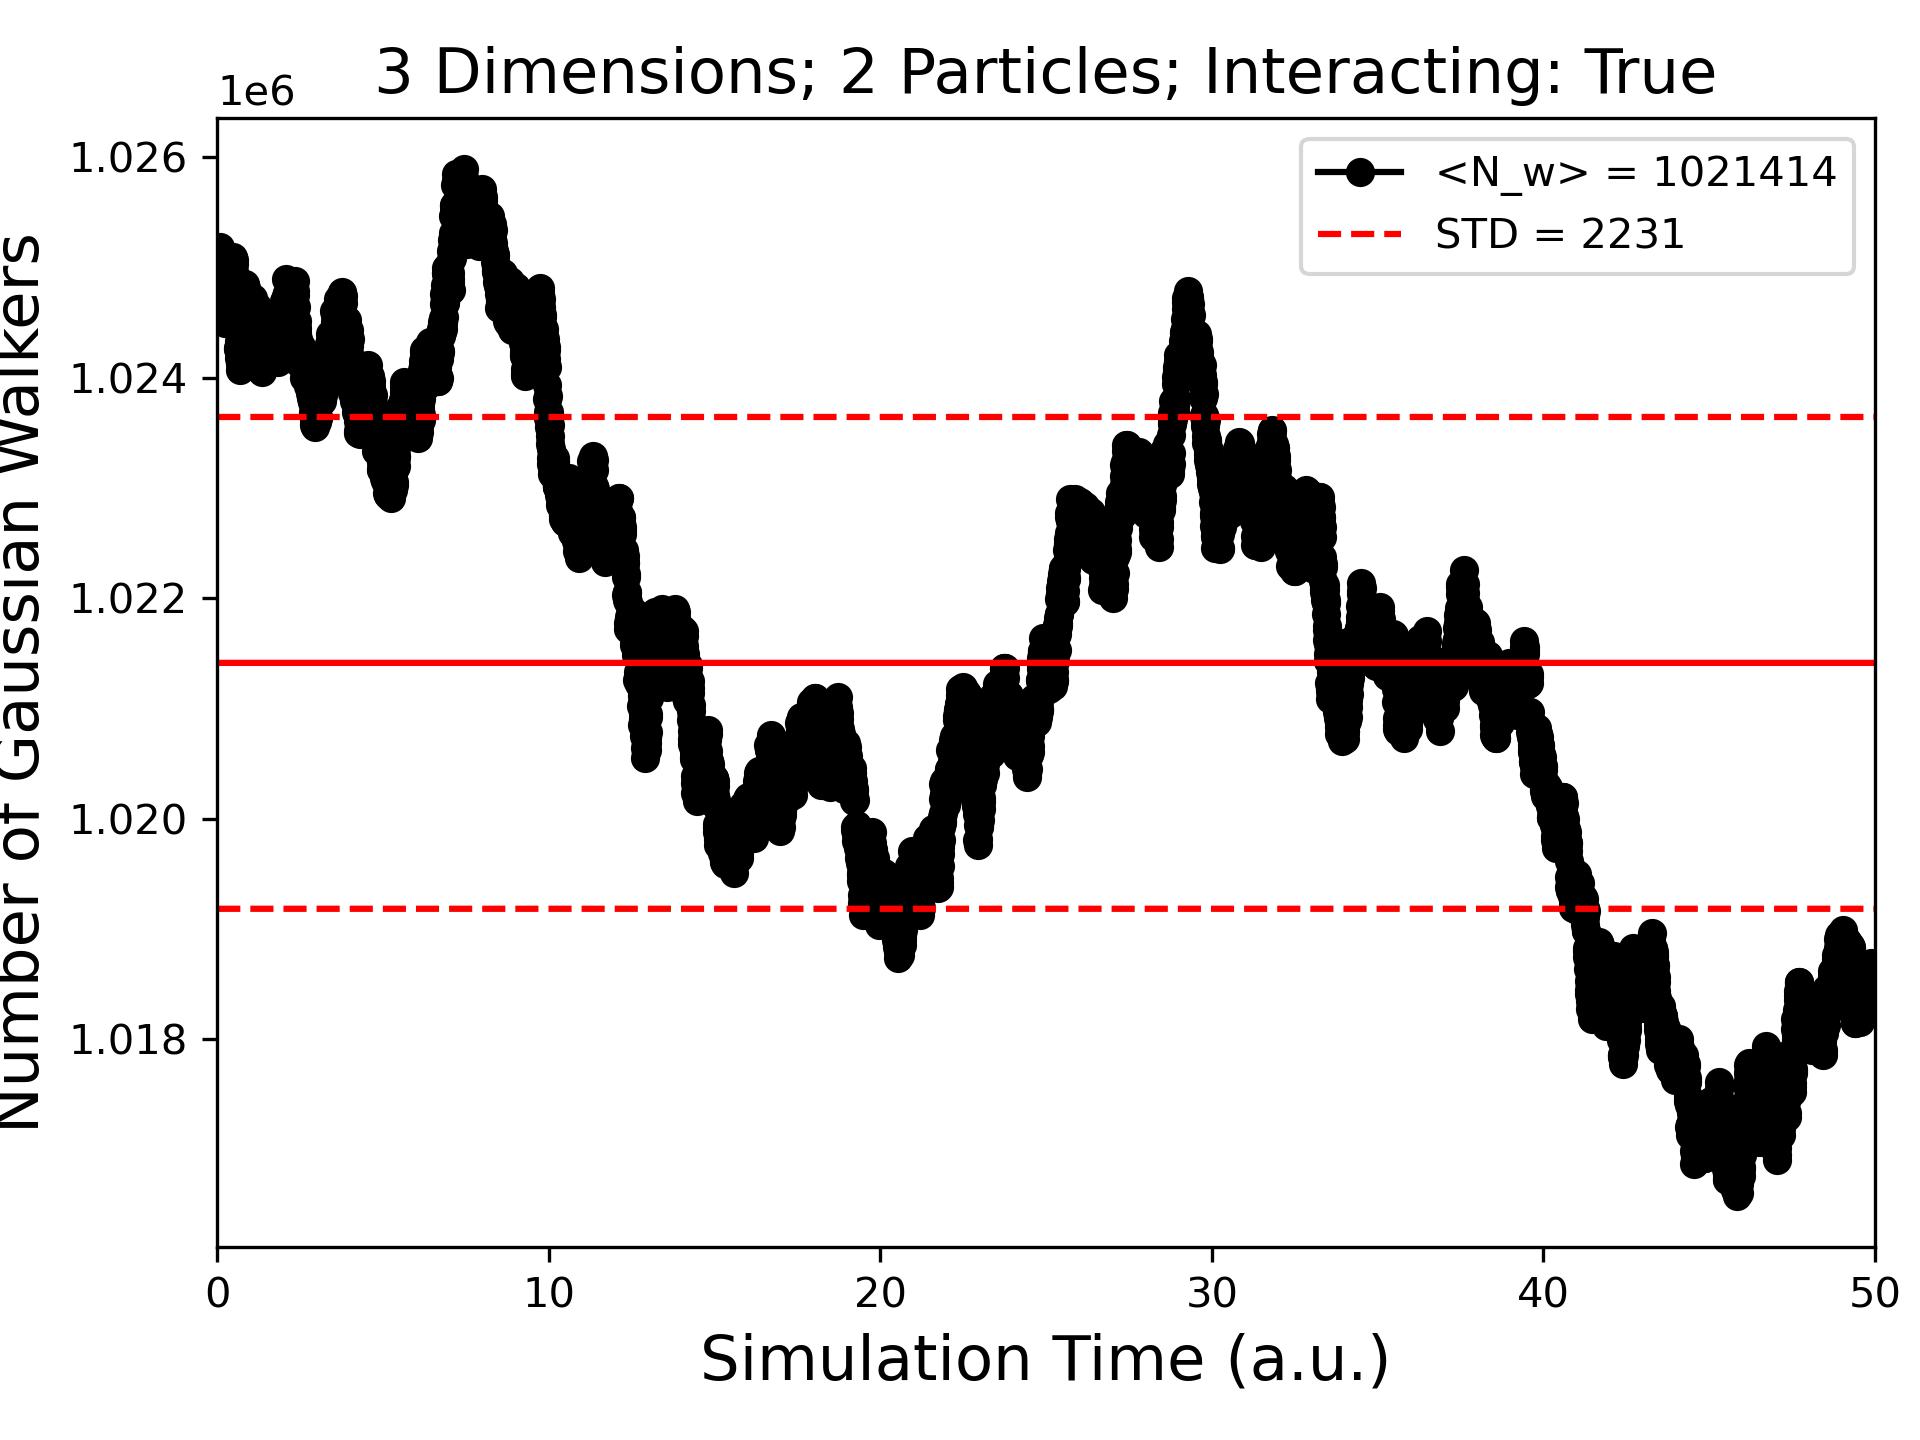 3 Dimensions; 2 Particles; Interacting: True
1e6
1.026
1.024
1.022
1.020
1.018
Number of Gaussian Walkers
<N_w> = 1021414
STD = 2231
0 10 20 30 40 50
Simulation Time (a.u.)